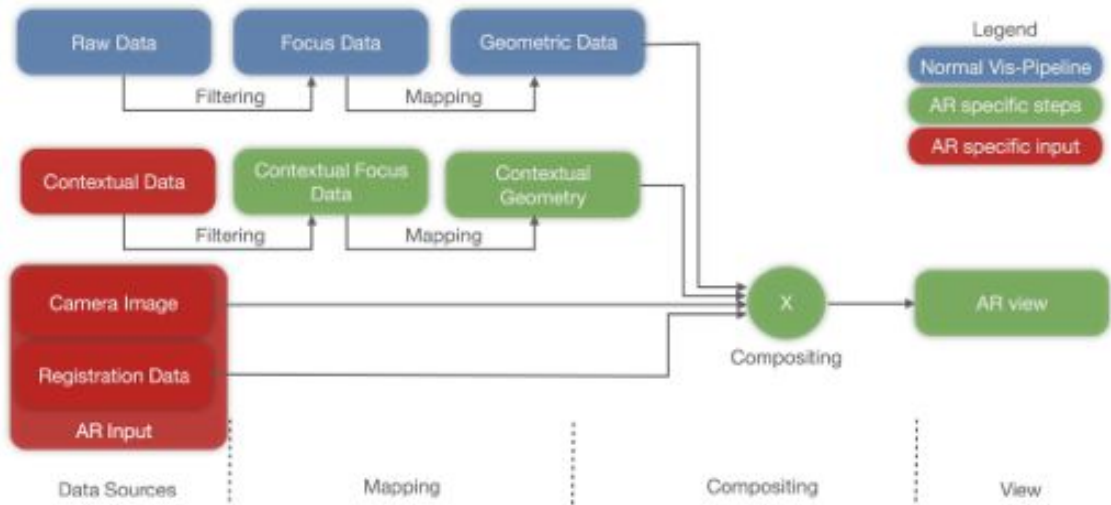 Raw Data
Focus Data
Geometric Data
Filtering
Mapping
Legend
Normal Vis-Pipeline
AR specific steps
AR specific input
Contextual Data
Contextual Focus
Data
Contextual
Geometry
Filtering
Mapping
Camera Image
Registration Data
AR Input
X
Compositing
AR view
Data Sources
Mapping
Compositing
View